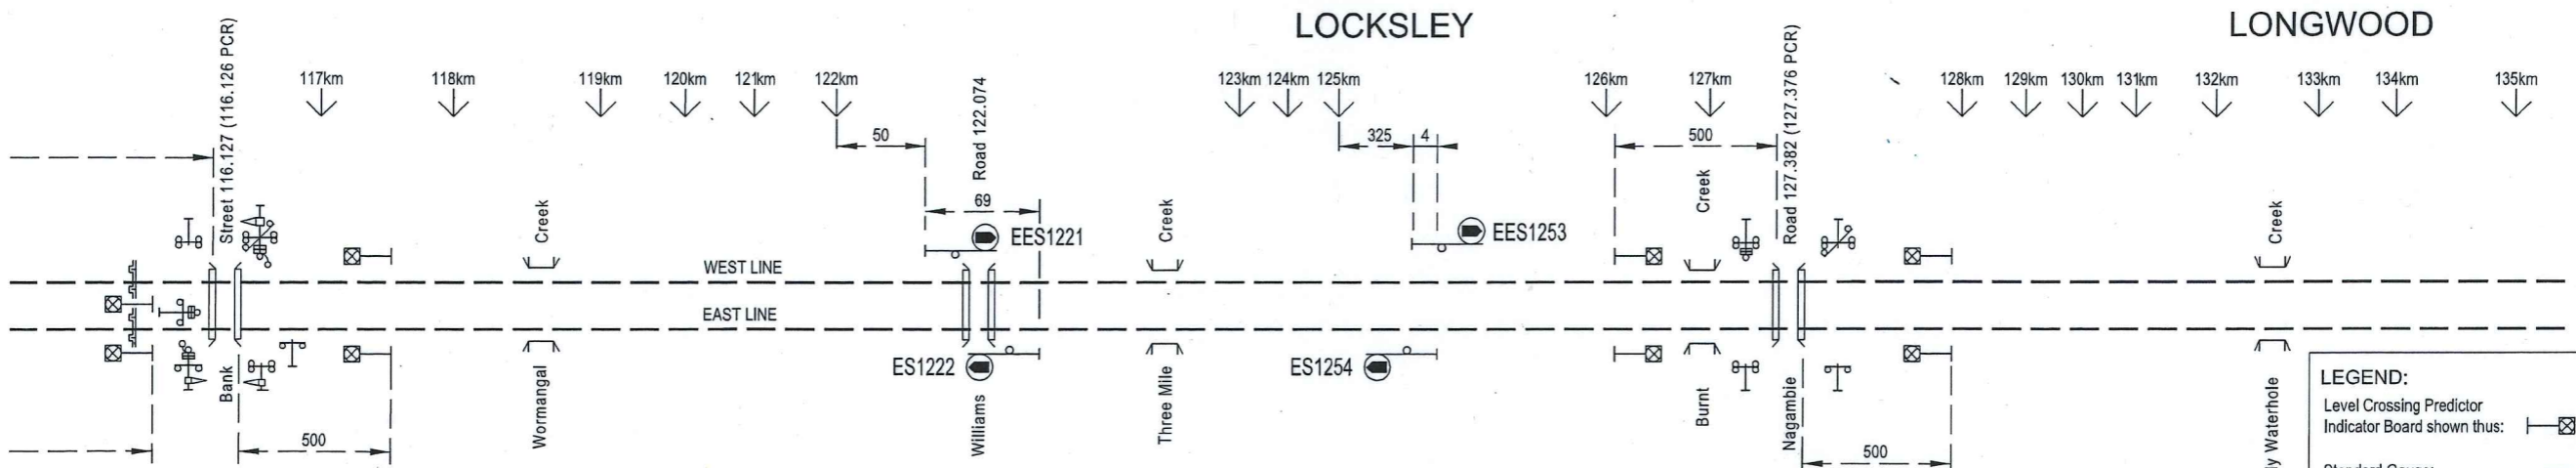 LOCKSLEY
LONGWOOD
117km
118km
119km
120km
121km
122km
123km
124km
125km
126km
127km
128km
129km
130km
131km
132km
133km
134km
135km
Street 116.127 (116.126 PCR)
Road 122.074
Road 127.382 (127.376 PCR)
50
325
4
500
69
Creek
Creek
Creek
Creek
EES1221
EES1253
WEST LINE
EAST LINE
ES1222
ES1254
Bank
Wormangal
Williams
Three Mile
Burnt
Nagambie
Waterhole
500
500
LEGEND:
Level Crossing Predictor
Indicator Board shown thus: